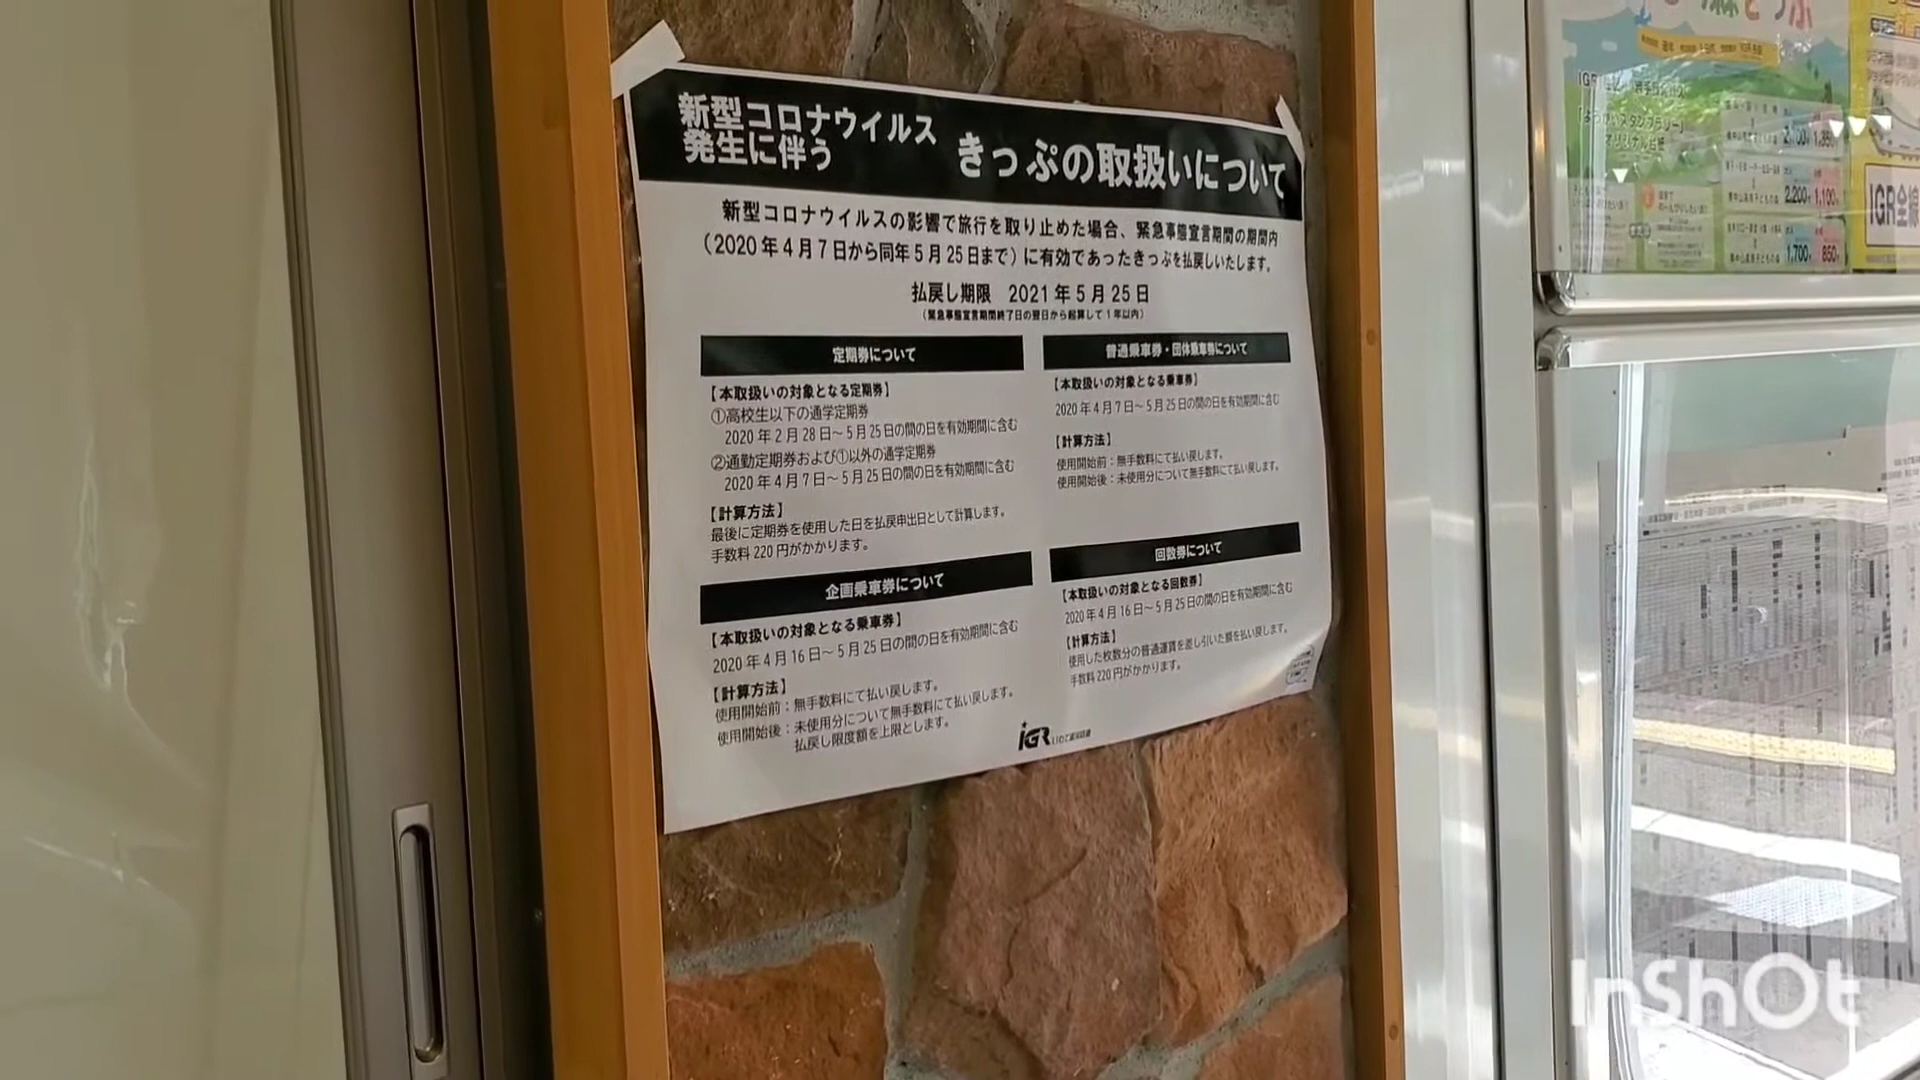 新型コロナウイルス
発生に伴う
きっぷの取扱いについて
新型コロナウイルスの影響で旅行を取り止めた場合、緊急事態宣言期間の期間内
（2020年4月7日から同年5月25日まで）に有効であったきっぷを払戻しいたします。
払戻し期限 2021年5月25日
（緊急事態宣言期間終了日の翌日から起算して1年以内）
定期券について
【本取扱いの対象となる定期券】
①高校生以下の通学定期券
2020年2月28日～5月25日の間の日を有効期間に含む
②通勤定期券および①以外の通学定期券
2020年4月7日～5月25日の間の日を有効期間に含む
【計算方法】
最後に定期券を使用した日を払戻申出日として計算します。
手数料220円がかかります。
普通乗車券・団体乗車券について
【本取扱いの対象となる乗車券】
2020年4月7日～5月25日の間の日を有効期間に含む
【計算方法】
使用開始前：無手数料にて払い戻します。
使用開始後：未使用分について無手数料にて払い戻します。
企画乗車券について
【本取扱いの対象となる乗車券】
2020年4月16日～5月25日の間の日を有効期間に含む
【計算方法】
使用開始前：無手数料にて払い戻します。
使用開始後：未使用分について無手数料にて払い戻します。
払戻し限度額を上限とします。
回数券について
【本取扱いの対象となる回数券】
2020年4月16日～5月25日の間の日を有効期間に含む
【計算方法】
使用した枚数分の普通運賃を差し引いた額を払い戻します。
手数料220円がかかります。
IGRいわて銀河鉄道
2,200 1,100
1,700 850
IGR全線
InShOt